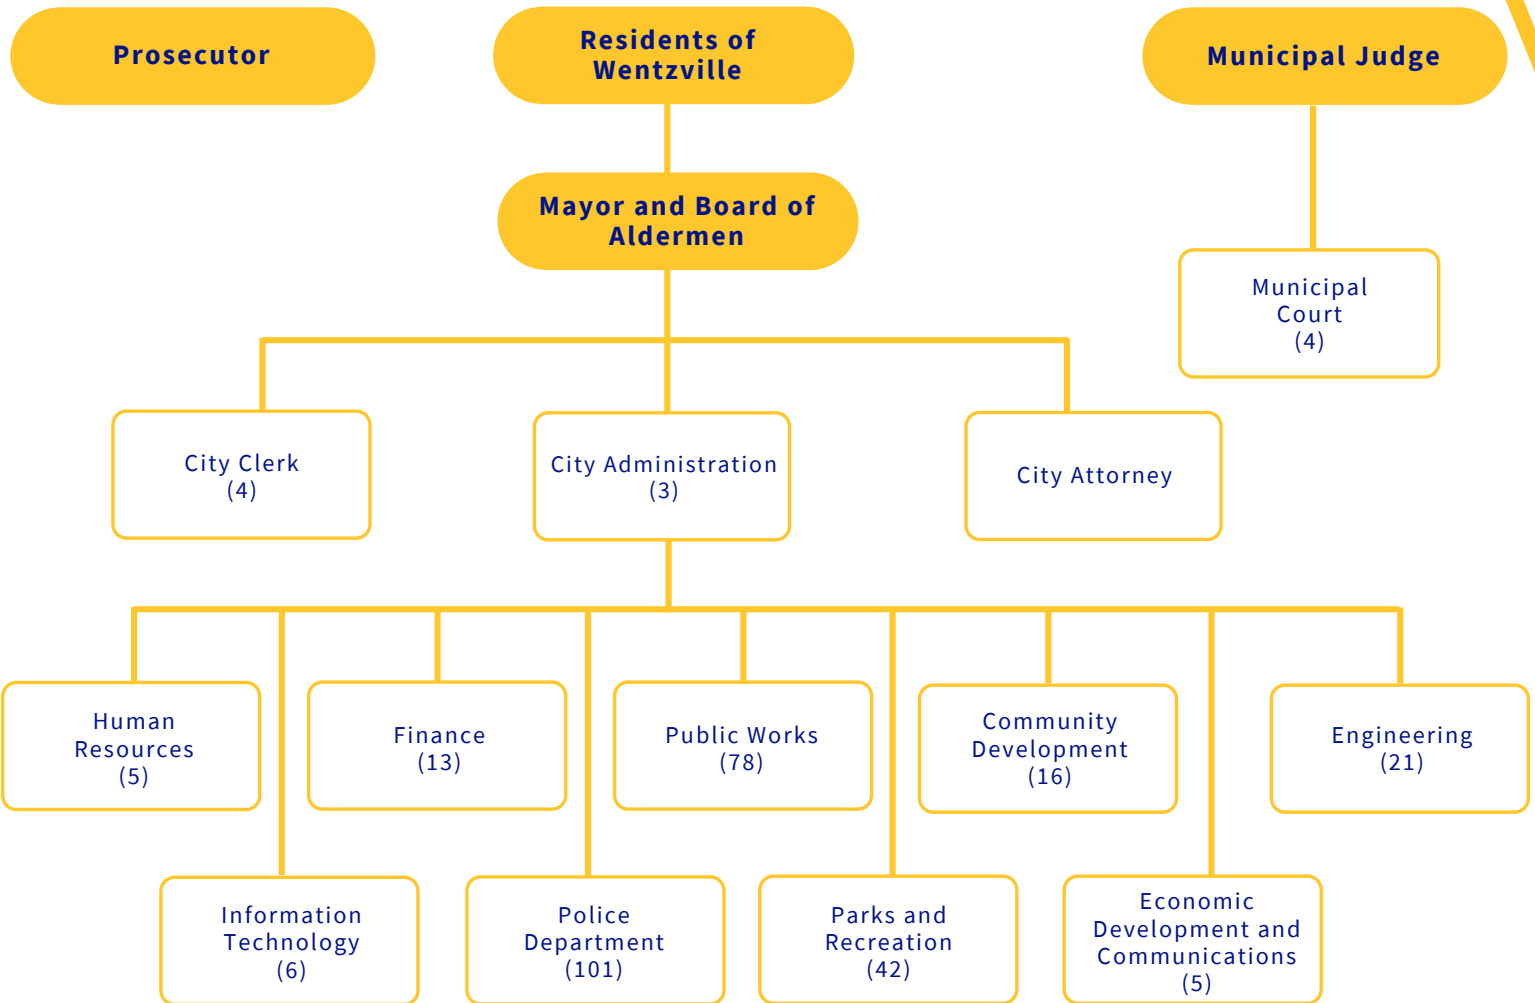 Prosecutor
Residents of
Wentzville
Municipal Judge
Mayor and Board of
Aldermen
Municipal
Court
(4)
City Clerk
(4)
City Administration
(3)
City Attorney
Human
Resources
(5)
Finance
(13)
Public Works
(78)
Community
Development
(16)
Engineering
(21)
Information
Technology
(6)
Police
Department
(101)
Parks and
Recreation
(42)
Economic
Development and
Communications
(5)